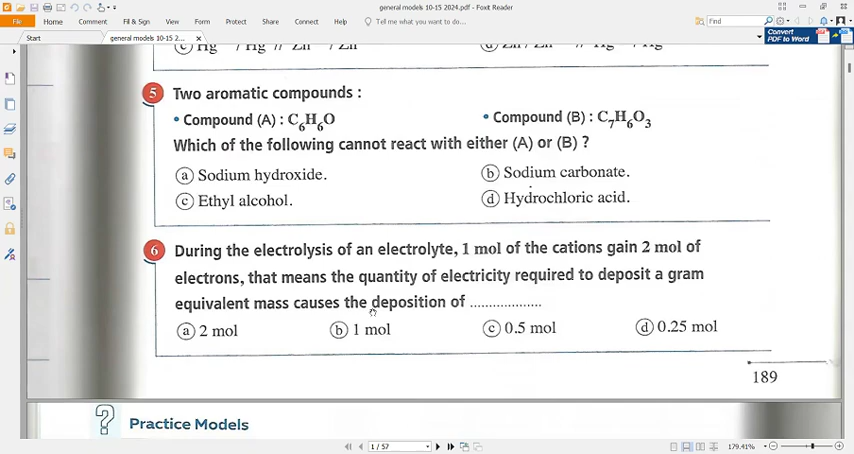 general models 10-15 2024.pdf - Foxit Reader
File Home Comment Fill & Sign View Form Protect Share Connect Help Tell me what you want to do... Find
Start general models 10-15 2...
Convert
PDF to Word
5 Two aromatic compounds :
• Compound (A) : C6H6O • Compound (B) : C7H6O3
Which of the following cannot react with either (A) or (B) ?
a Sodium hydroxide. b Sodium carbonate.
c Ethyl alcohol. d Hydrochloric acid.
6 During the electrolysis of an electrolyte, 1 mol of the cations gain 2 mol of
electrons, that means the quantity of electricity required to deposit a gram
equivalent mass causes the deposition of ...................
a 2 mol b 1 mol c 0.5 mol d 0.25 mol
189
? Practice Models
1 / 57 179.41%